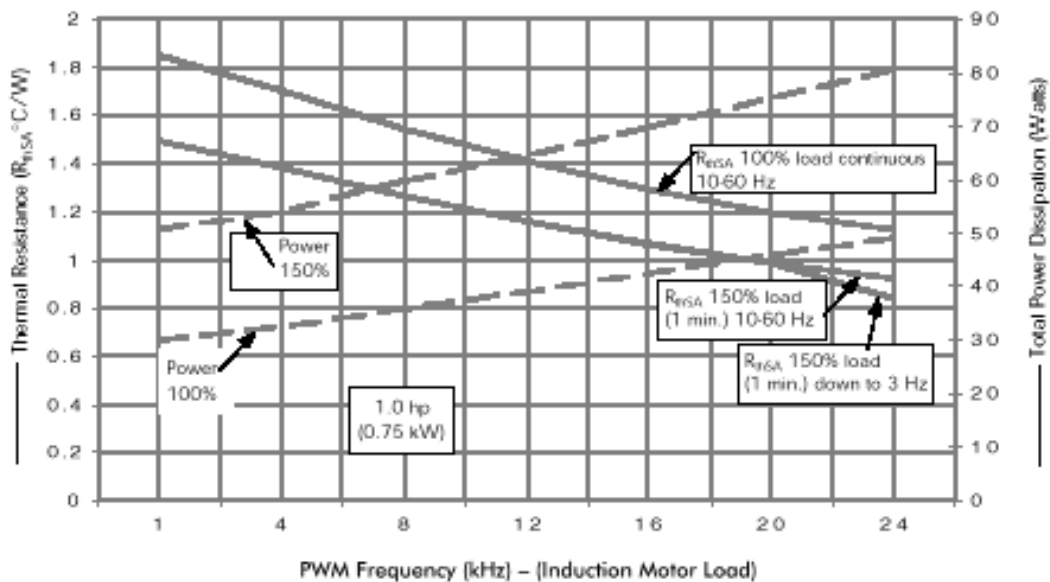 Thermal Resistance (RthSA °C/W)
2
1.8
1.6
1.4
1.2
1
0.8
0.6
0.4
0.2
0
90
80
70
60
50
40
30
20
10
0
Total Power Dissipation (Watts)
RthSA 100% load continuous
10-60 Hz
Power
150%
RthSA 150% load
(1 min.) 10-60 Hz
RthSA 150% load
(1 min.) down to 3 Hz
Power
100%
1.0 hp
(0.75 kW)
1
4
8
12
16
20
24
PWM Frequency (kHz) – (Induction Motor Load)